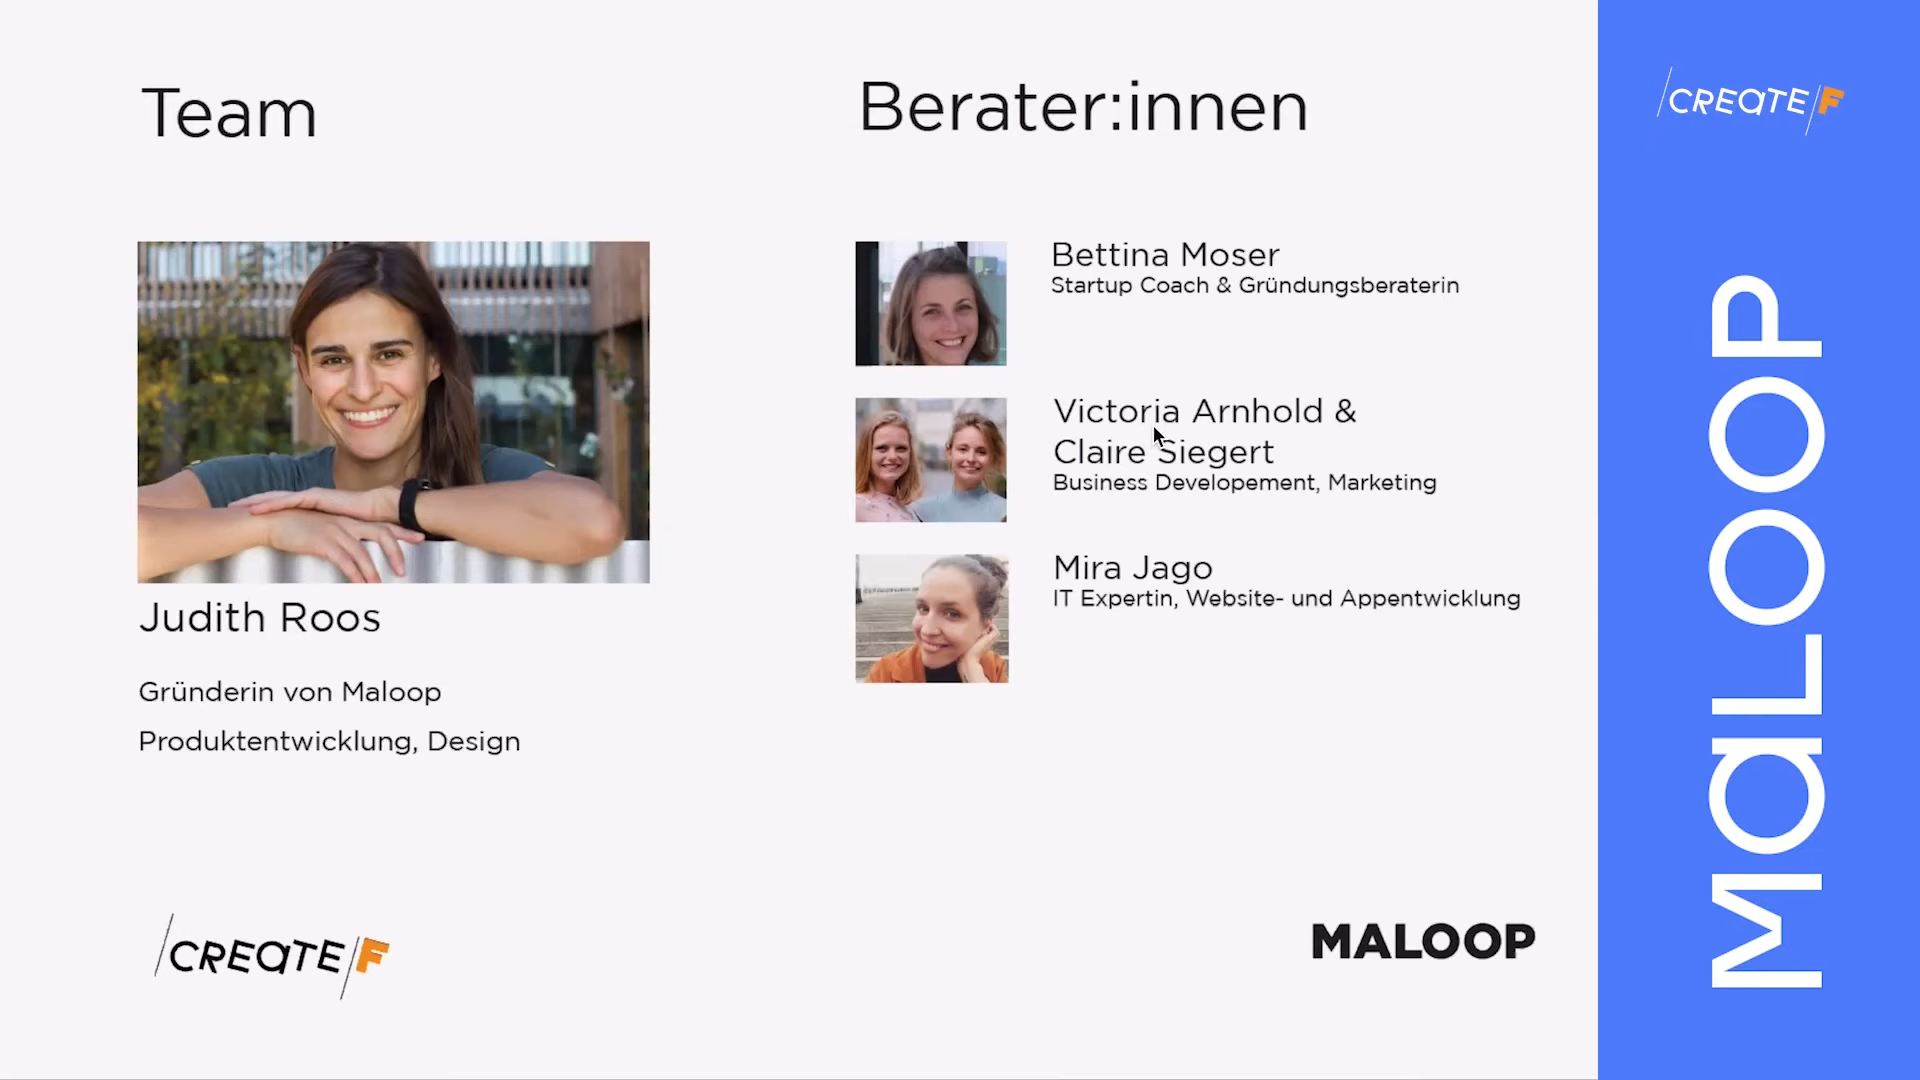 Team
Judith Roos
Gründerin von Maloop
Produktentwicklung, Design
Berater:innen
Bettina Moser
Startup Coach & Gründungsberaterin
Victoria Arnhold &
Claire Siegert
Business Developement, Marketing
Mira Jago
IT Expertin, Website- und Appentwicklung
/CREATE/F
MALOOP
/CREATE/F
MaLOOP